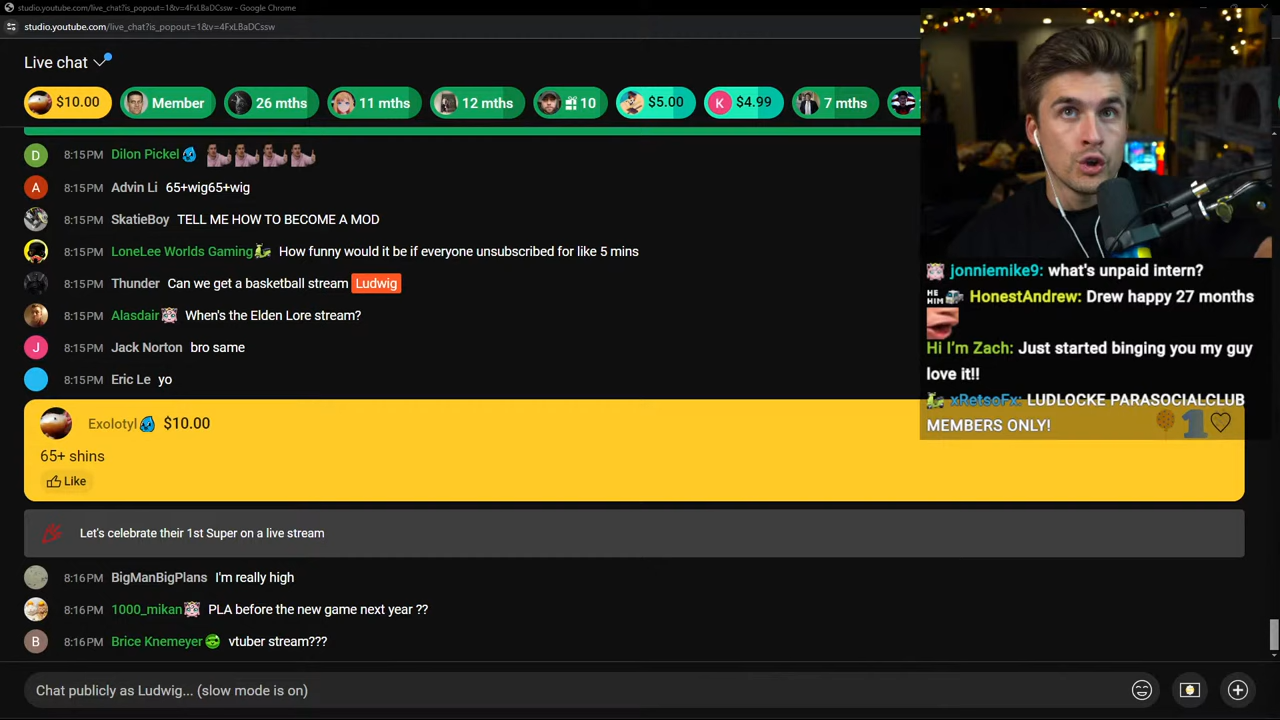 studio.youtube.com/live_chat?is_popout=1&v=4FxLBaDCssw - Google Chrome
studio.youtube.com/live_chat?is_popout=1&v=4FxLBaDCssw
Live chat
$10.00 Member 26 mths 11 mths 12 mths 10 $5.00 $4.99 7 mths
8:15PM Dilon Pickel
8:15PM Advin Li 65+wig65+wig
8:15PM SkatieBoy TELL ME HOW TO BECOME A MOD
8:15PM LoneLee Worlds Gaming How funny would it be if everyone unsubscribed for like 5 mins
8:15PM Thunder Can we get a basketball stream Ludwig
8:15PM Alasdair When's the Elden Lore stream?
8:15PM Jack Norton bro same
8:15PM Eric Le yo
Exolotyl $10.00
65+ shins
Like
Let's celebrate their 1st Super on a live stream
8:16PM BigManBigPlans I'm really high
8:16PM 1000_mikan PLA before the new game next year ??
8:16PM Brice Knemeyer vtuber stream???
Chat publicly as Ludwig... (slow mode is on)
jonniemike9: what's unpaid intern?
HE HIM HonestAndrew: Drew happy 27 months
Hi I'm Zach: Just started binging you my guy
love it!!
xRetsoFx: LUDLOCKE PARASOCIALCLUB
MEMBERS ONLY!